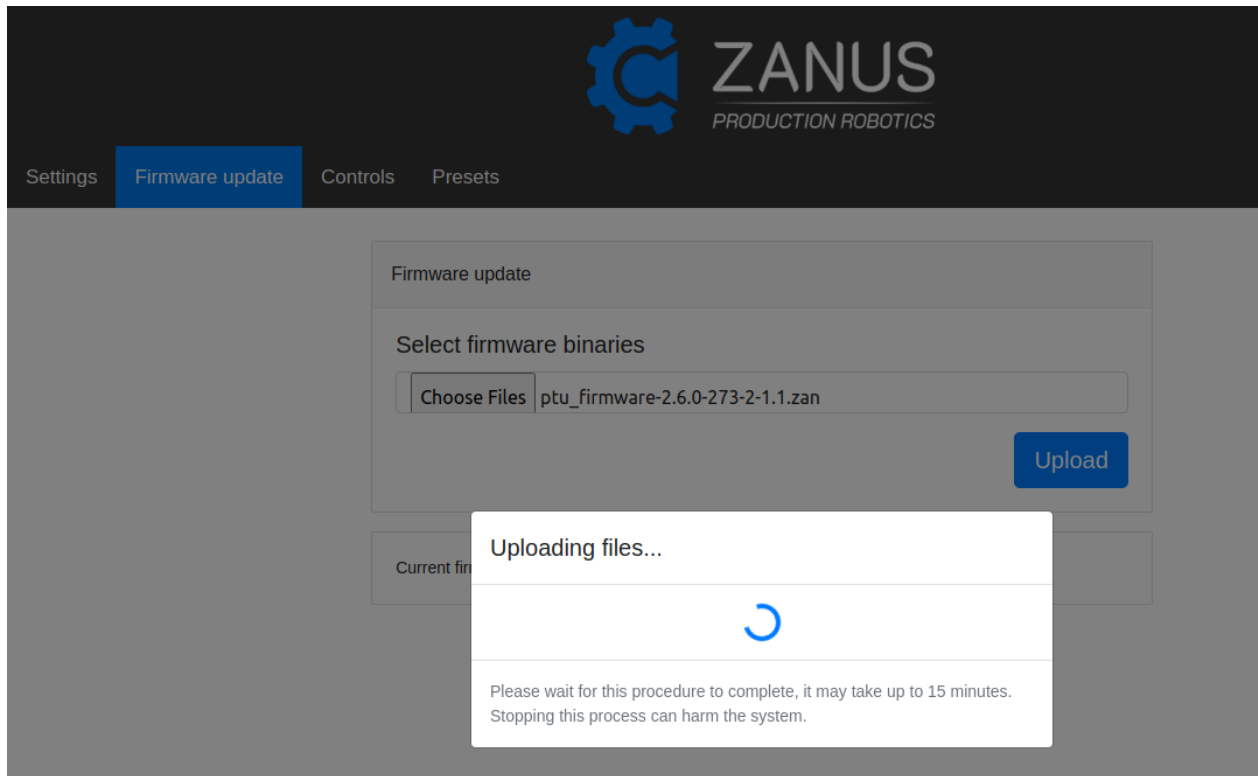 ZANUS
PRODUCTION ROBOTICS
Settings Firmware update Controls Presets
Firmware update
Select firmware binaries
Choose Files ptu_firmware-2.6.0-273-2-1.1.zan
Upload
Uploading files...
Current
Please wait for this procedure to complete, it may take up to 15 minutes.
Stopping this process can harm the system.